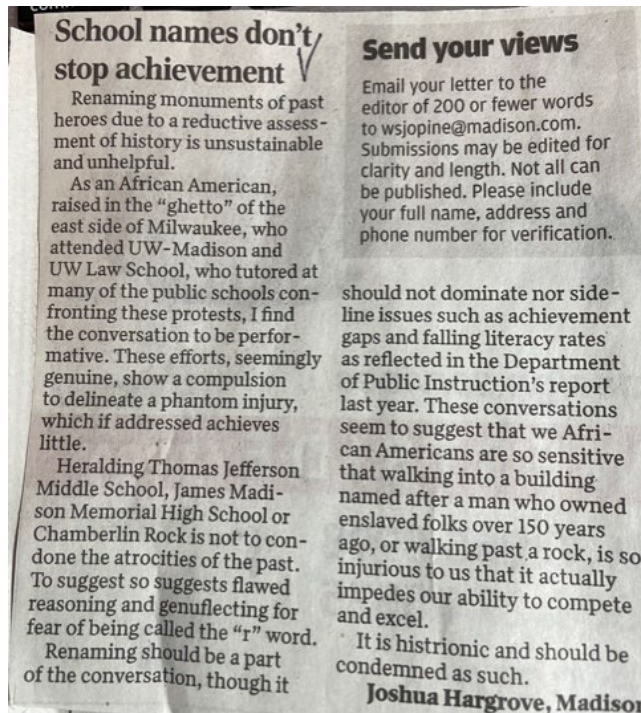 School names don't
stop achievement
Renaming monuments of past
heroes due to a reductive assess-
ment of history is unsustainable
and unhelpful.
As an African American,
raised in the "ghetto" of the
east side of Milwaukee, who
attended UW-Madison and
UW Law School, who tutored at
many of the public schools con-
fronting these protests, I find
the conversation to be perfor-
mative. These efforts, seemingly
genuine, show a compulsion
to delineate a phantom injury,
which if addressed achieves
little.
Heralding Thomas Jefferson
Middle School, James Madi-
son Memorial High School or
Chamberlin Rock is not to con-
done the atrocities of the past.
To suggest so suggests flawed
reasoning and genuflecting for
fear of being called the "r" word.
Renaming should be a part
of the conversation, though it
Send your views
Email your letter to the
editor of 200 or fewer words
to wsjopine@madison.com.
Submissions may be edited for
clarity and length. Not all can
be published. Please include
your full name, address and
phone number for verification.
should not dominate nor side-
line issues such as achievement
gaps and falling literacy rates
as reflected in the Department
of Public Instruction's report
last year. These conversations
seem to suggest that we Afri-
can Americans are so sensitive
that walking into a building
named after a man who owned
enslaved folks over 150 years
ago, or walking past a rock, is so
injurious to us that it actually
impedes our ability to compete
and excel.
It is histrionic and should be
condemned as such.
Joshua Hargrove, Madison